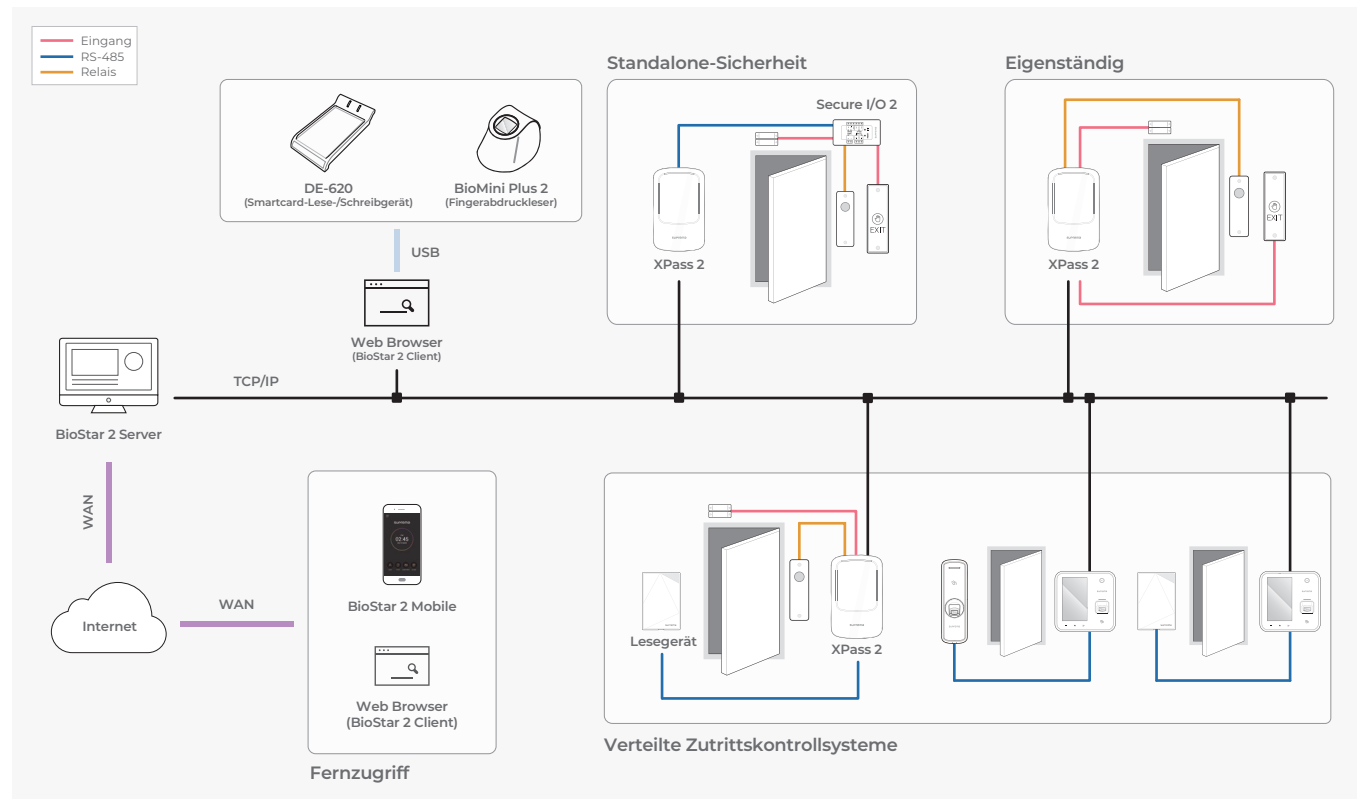 Eingang
RS-485
Relais
DE-620
(Smartcard-Lese-/Schreibgerät)
BioMini Plus 2
(Fingerabdruckleser)
USB
Web Browser
(BioStar 2 Client)
TCP/IP
BioStar 2 Server
WAN
Internet
WAN
BioStar 2 Mobile
Web Browser
(BioStar 2 Client)
Fernzugriff
Standalone-Sicherheit
Secure I/O 2
XPass 2
EXIT
Eigenständig
XPass 2
EXIT
Lesegerät
XPass 2
Verteilte Zutrittskontrollsysteme